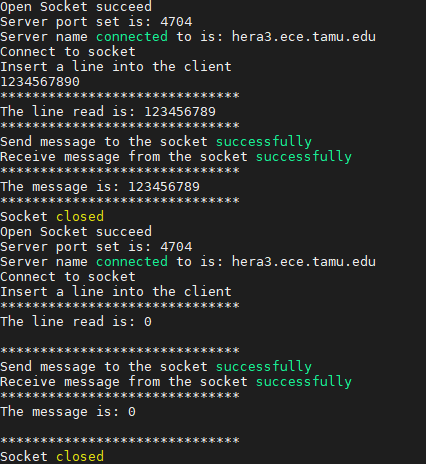 Open Socket succeed
Server port set is: 4704
Server name connected to is: hera3.ece.tamu.edu
Connect to socket
Insert a line into the client
1234567890
******************************
The line read is: 123456789
******************************
Send message to the socket successfully
Receive message from the socket successfully
******************************
The message is: 123456789
******************************
Socket closed
Open Socket succeed
Server port set is: 4704
Server name connected to is: hera3.ece.tamu.edu
Connect to socket
Insert a line into the client
******************************
The line read is: 0

******************************
Send message to the socket successfully
Receive message from the socket successfully
******************************
The message is: 0

******************************
Socket closed